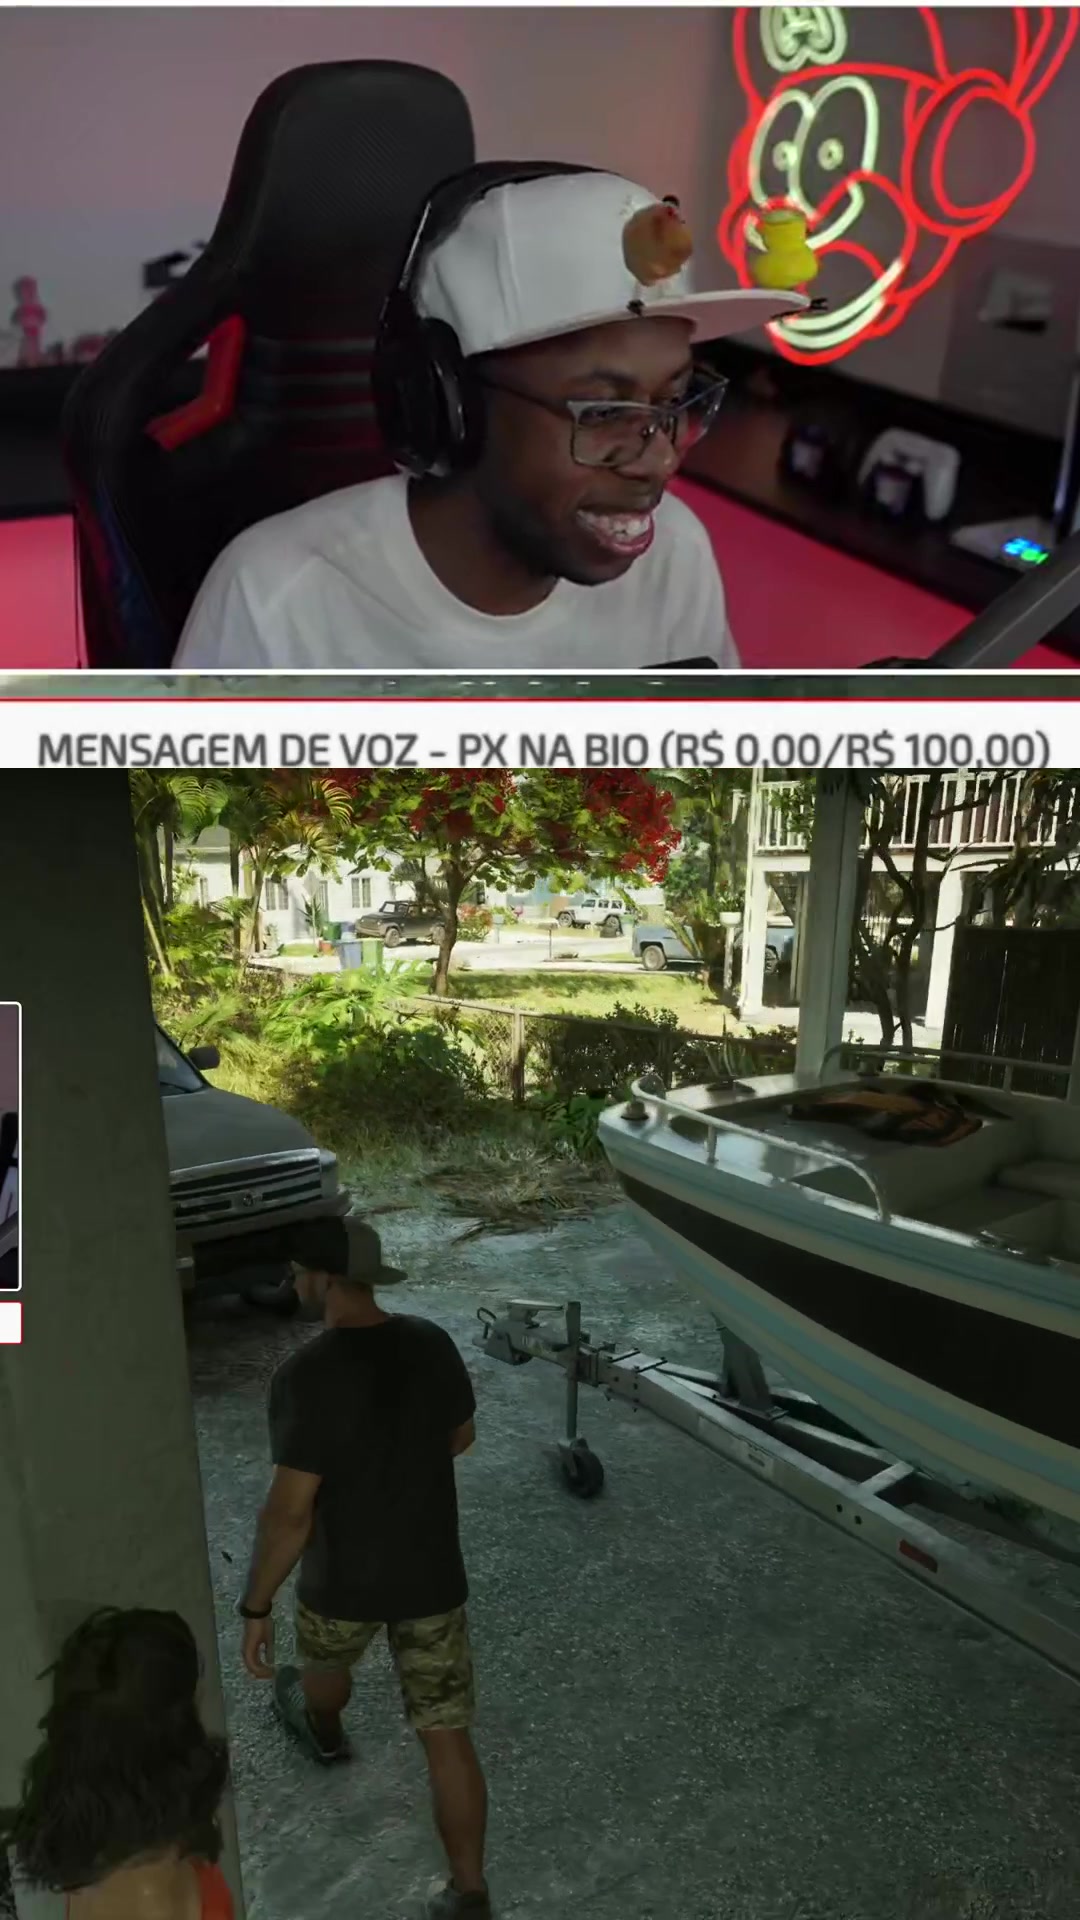 MENSAGEM DE VOZ - PX NA BIO (R$ 0,00/R$ 100,00)